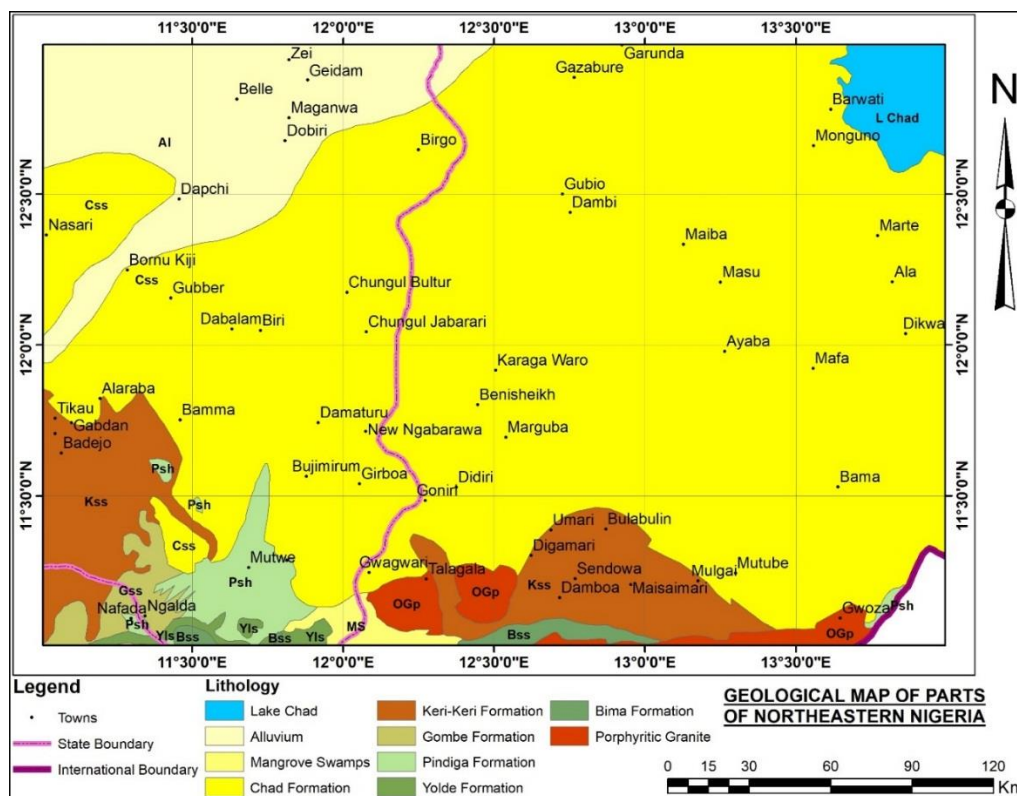 11°30'0"E 12°0'0"E 12°30'0"E 13°0'0"E 13°30'0"E
12°30'0"N
12°0'0"N
11°30'0"N
12°30'0"N
12°0'0"N
11°30'0"N
N
Zei
Garunda
Geidam
Gazabure
Belle
Barwati
Maganwa
L Chad
Dobiri
Al
Birgo
Monguno
Dapchi
Gubio
Css
Dambi
Nasari
Marte
Maiba
Bornu Kiji
Css
Gubber
Chungul Bultur
Masu
Ala
Dabalam
Biri
Chungul Jabarari
Dikwa
Ayaba
Karaga Waro
Mafa
Alaraba
Benisheikh
Tikau
Gabdan
Bamma
Damaturu
New Ngabarawa
Marguba
Badejo
Psh
Bujimirum
Girboa
Didiri
Bama
Kss
Psh
Goniri
Umari
Bulabulin
Css
Mutwe
Digamari
Gwagwari
Talagala
Sendowa
Mulgai
Mutube
Psh
Kss
Damboa
Maisaimari
Gss
OGp
OGp
Nafada
Ngalda
Gwoza
Psh
Psh
Yls
Bss
Yls
Bss
Yls
MS
Bss
OGp
11°30'0"E 12°0'0"E 12°30'0"E 13°0'0"E 13°30'0"E
Legend
Towns
State Boundary
International Boundary
Lithology
Lake Chad
Alluvium
Mangrove Swamps
Chad Formation
Keri-Keri Formation
Gombe Formation
Pindiga Formation
Yolde Formation
Bima Formation
Porphyritic Granite
GEOLOGICAL MAP OF PARTS
OF NORTHEASTERN NIGERIA
0 15 30 60 90 120
Km